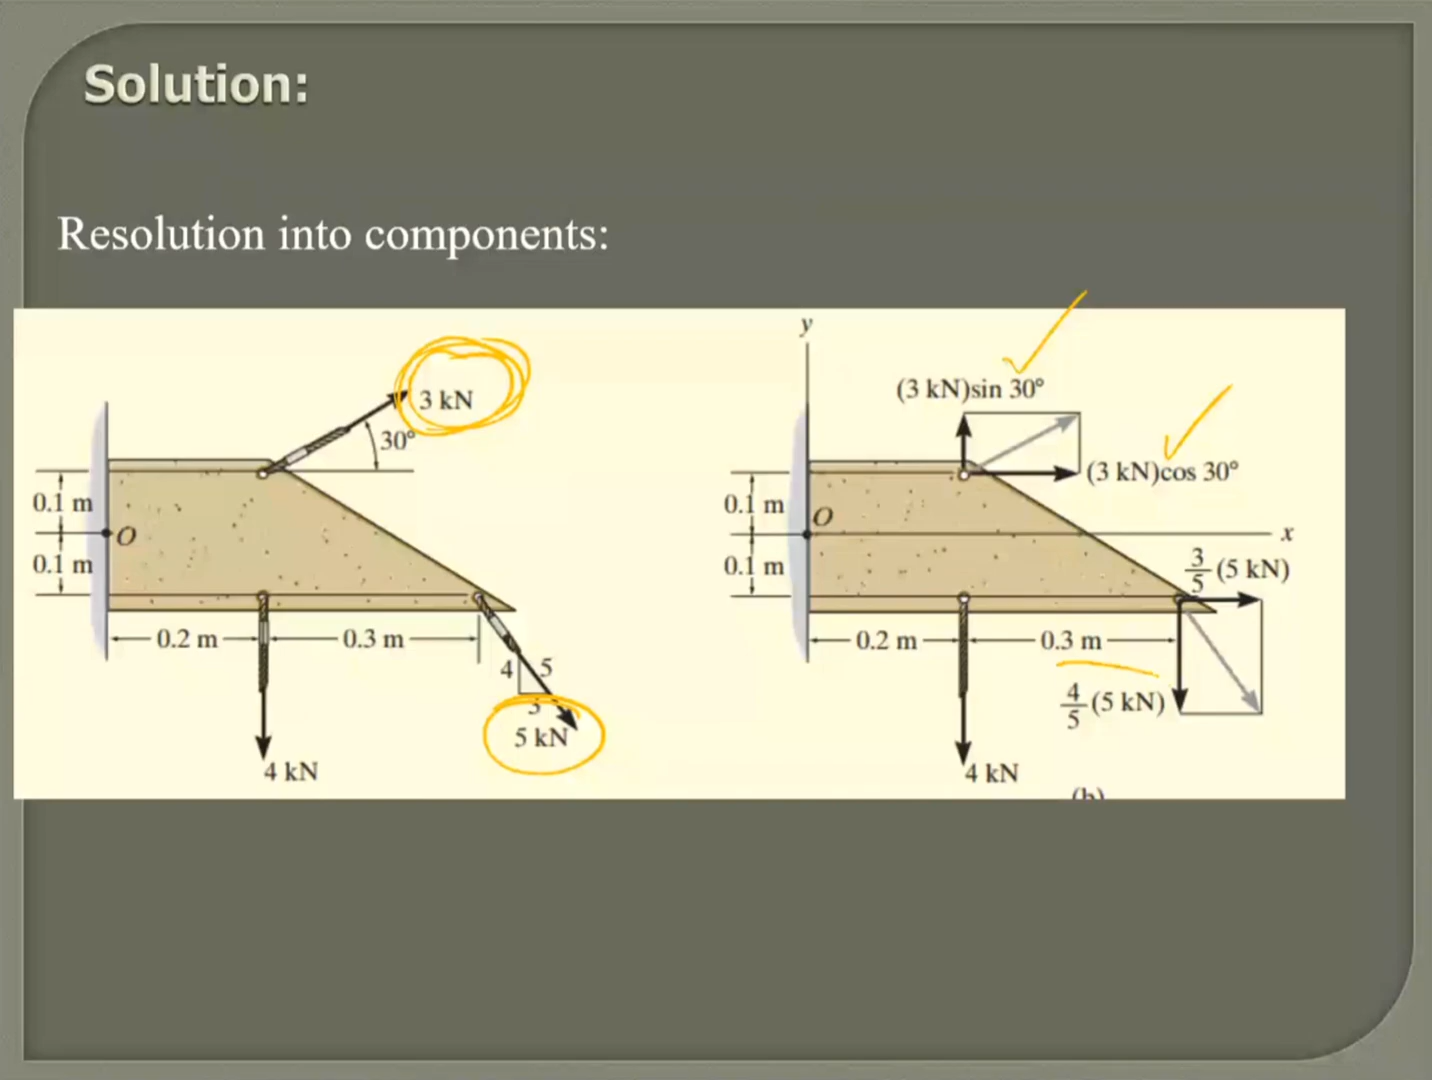 Solution:
Resolution into components:
3 kN
30°
0.1 m
O
0.1 m
0.2 m
0.3 m
4
5
3
5 kN
4 kN
y
(3 kN)sin 30°
(3 kN)cos 30°
0.1 m
O
x
0.1 m
3/5 (5 kN)
0.2 m
0.3 m
4/5 (5 kN)
4 kN
(b)